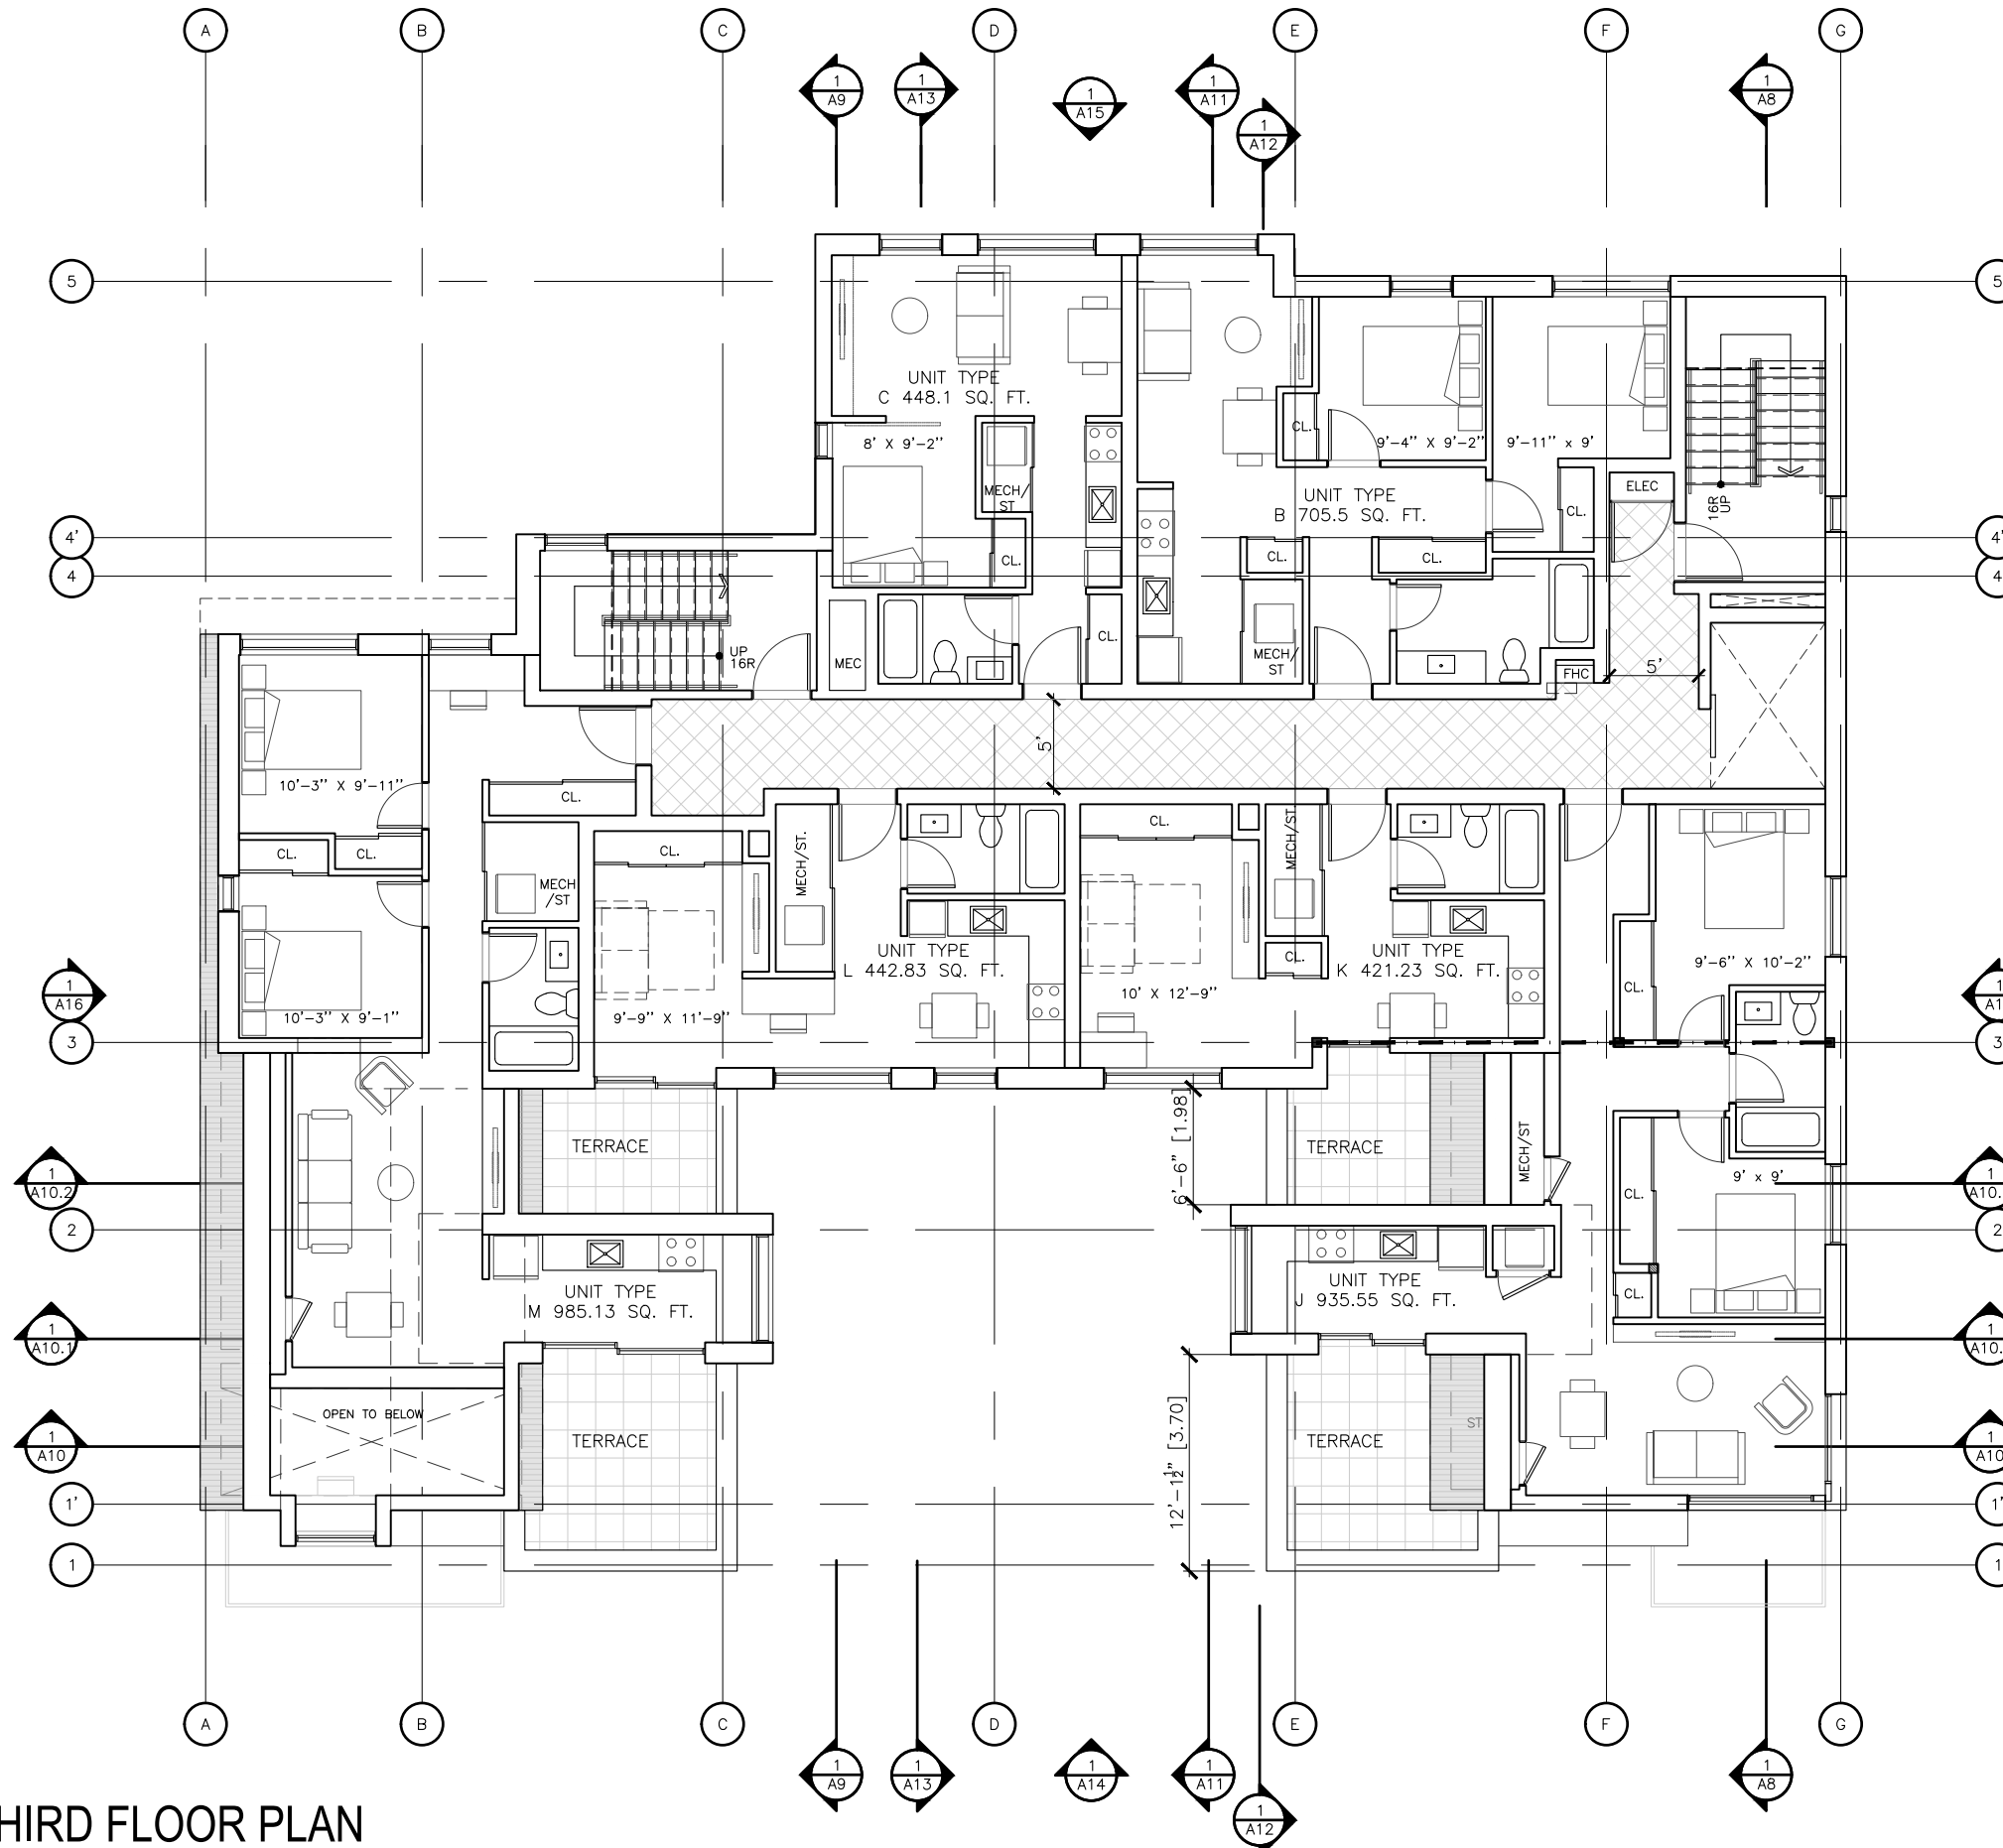 A B C D E F G
1 A9
1 A13
1 A15
1 A11
1 A12
1 A8
5 5
UNIT TYPE
C 448.1 SQ. FT.
8' X 9'-2"
MECH/
ST
CL.
CL.
9'-4" X 9'-2"
9'-11" x 9'
CL.
UNIT TYPE
B 705.5 SQ. FT.
CL.
CL.
CL.
MECH/
ST
ELEC
16R
UP
4' 4'
4 4
UP
16R
MEC
CL.
FHC
5'
5'
10'-3" X 9'-11"
CL.
CL.
CL.
MECH
/ST
CL.
MECH/ST.
CL.
MECH/ST.
UNIT TYPE
L 442.83 SQ. FT.
UNIT TYPE
K 421.23 SQ. FT.
CL.
9'-6" X 10'-2"
CL.
1 A16
10'-3" X 9'-1"
9'-9" X 11'-9"
10' X 12'-9"
3 3
TERRACE
6'-6" [1.98]
TERRACE
MECH/ST
9' x 9'
CL.
1 A10.2
2 2
UNIT TYPE
M 985.13 SQ. FT.
UNIT TYPE
J 935.55 SQ. FT.
CL.
1 A10.1
OPEN TO BELOW
TERRACE
12'-1½" [3.70]
TERRACE
ST
1 A10
1 A10
1' 1'
1 1
A B C D E F G
1 A9
1 A13
1 A14
1 A11
1 A12
1 A8
HIRD FLOOR PLAN